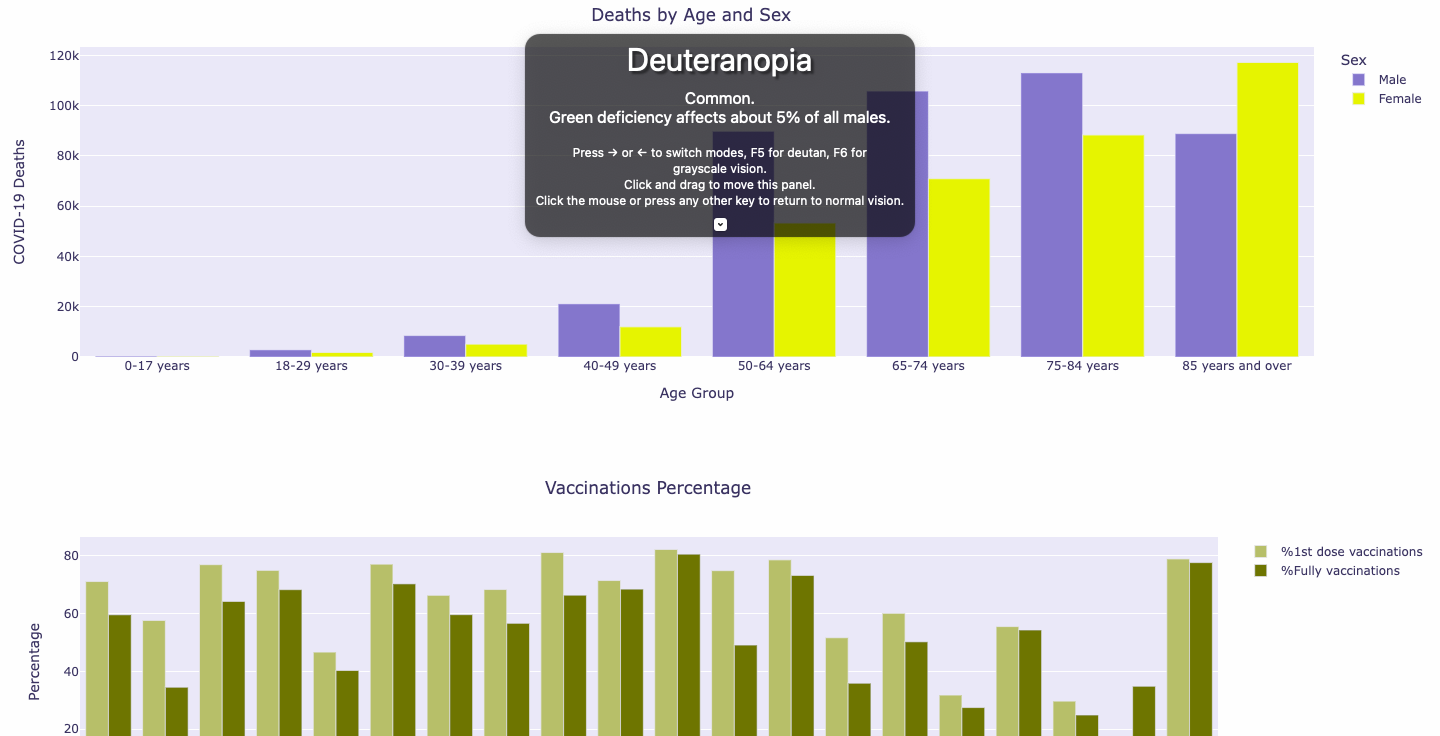 Deaths by Age and Sex
Deuteranopia
Common.
Green deficiency affects about 5% of all males.
Press → or ← to switch modes, F5 for deutan, F6 for
grayscale vision.
Click and drag to move this panel.
Click the mouse or press any other key to return to normal vision.
Sex
Male
Female
COVID-19 Deaths
120k
100k
80k
60k
40k
20k
0
0-17 years
18-29 years
30-39 years
40-49 years
50-64 years
65-74 years
75-84 years
85 years and over
Age Group
Vaccinations Percentage
%1st dose vaccinations
%Fully vaccinations
Percentage
80
60
40
20